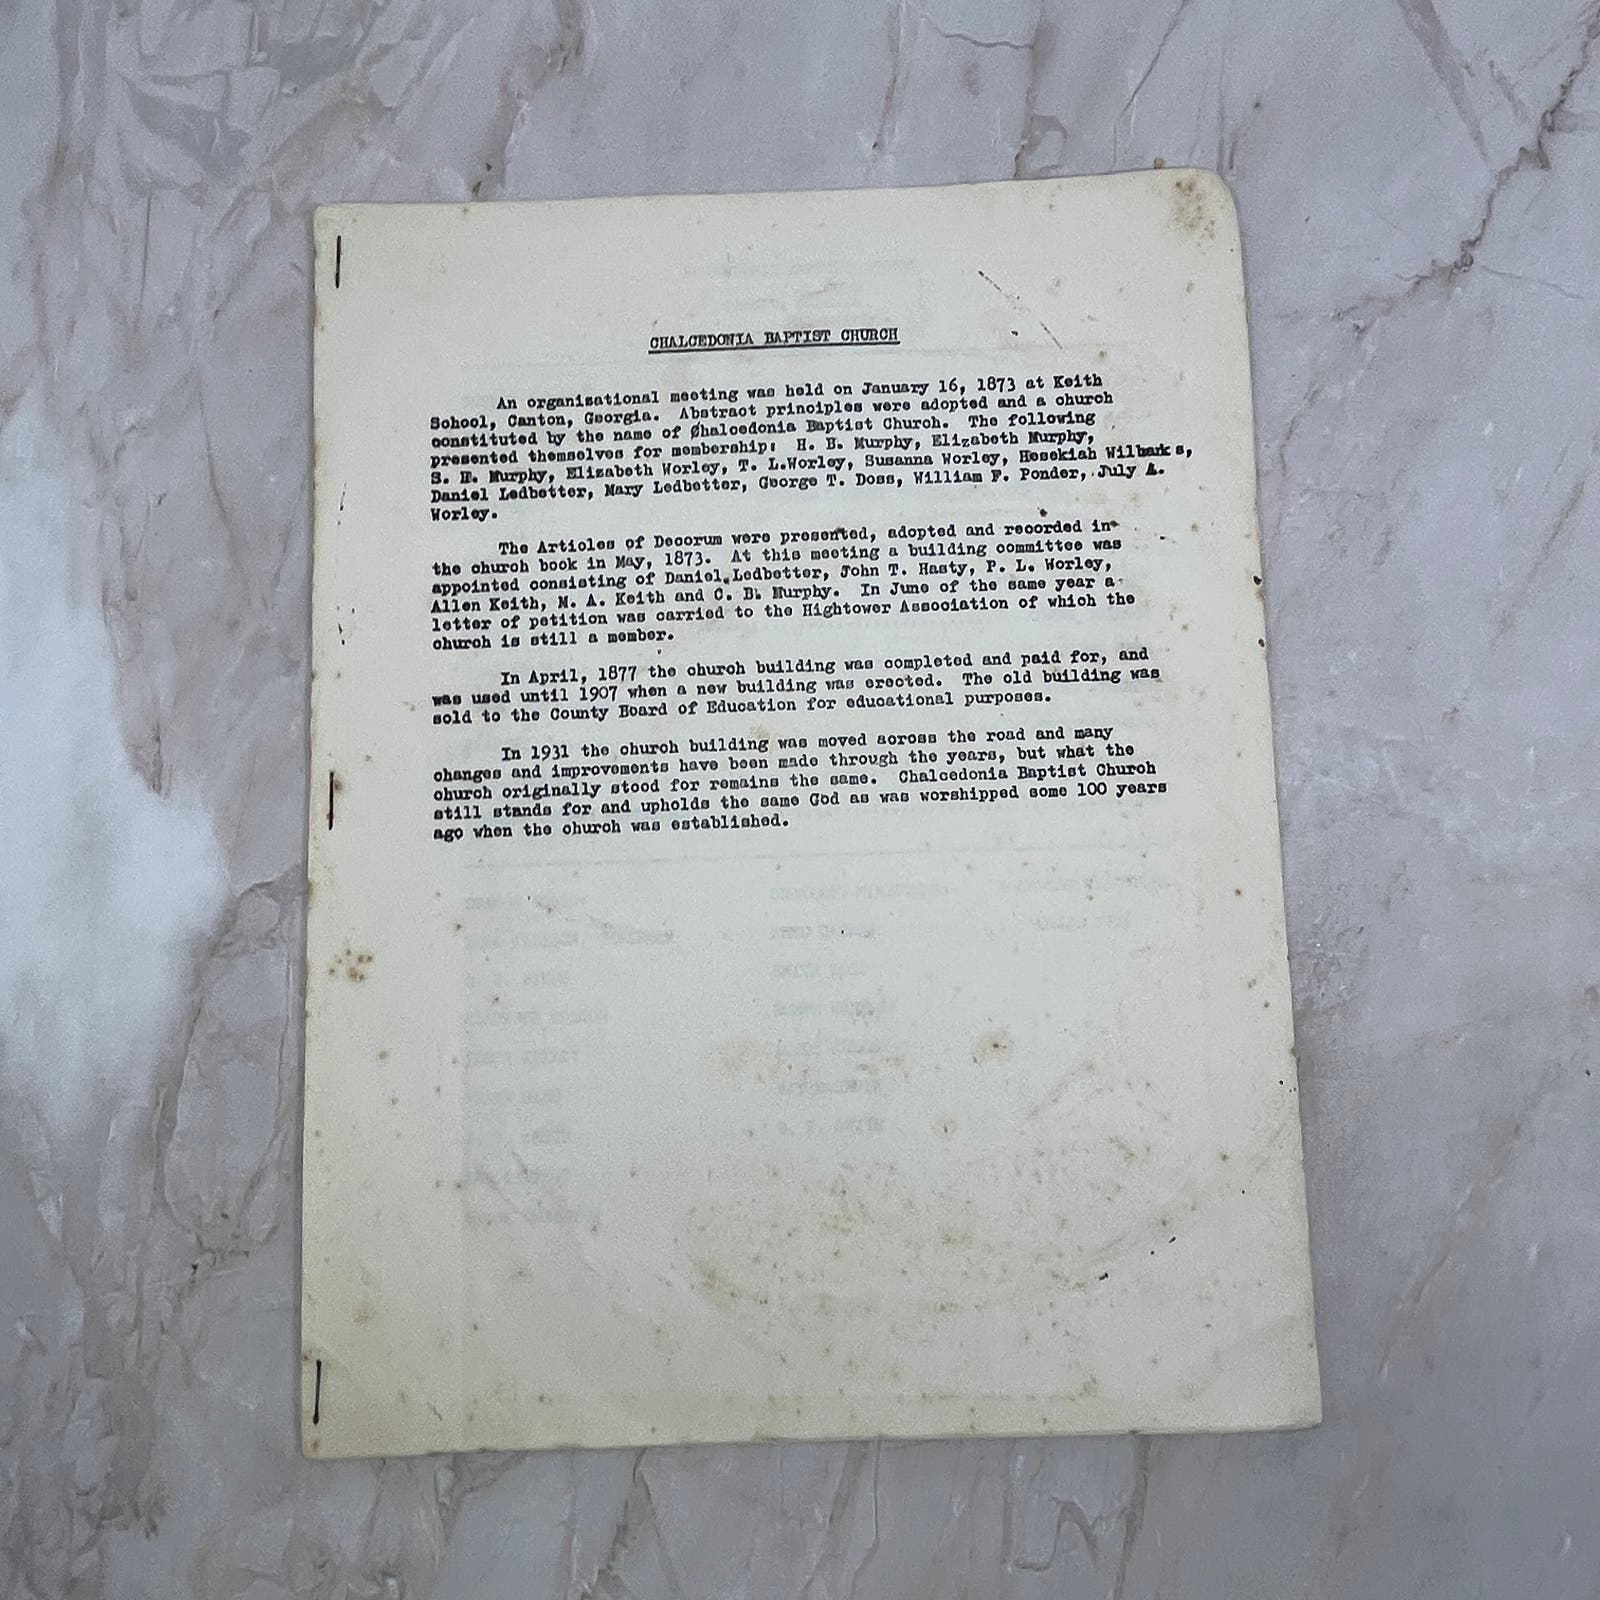 CHALCEDONIA BAPTIST CHURCH
An organizational meeting was held on January 16, 1873 at Keith
School, Canton, Georgia. Abstract principles were adopted and a church
constituted by the name of Chalcedonia Baptist Church. The following
presented themselves for membership: H. B. Murphy, Elizabeth Murphy,
S. E. Murphy, Elizabeth Worley, T. L.Worley, Susanna Worley, Hezekiah Wilbanks,
Daniel Ledbetter, Mary Ledbetter, George T. Doss, William F. Ponder, July A.
Worley.
The Articles of Decorum were presented, adopted and recorded in
the church book in May, 1873. At this meeting a building committee was
appointed consisting of Daniel Ledbetter, John T. Hasty, P. L. Worley,
Allen Keith, M. A. Keith and C. B. Murphy. In June of the same year a
letter of petition was carried to the Hightower Association of which the
church is still a member.
In April, 1877 the church building was completed and paid for, and
was used until 1907 when a new building was erected. The old building was
sold to the County Board of Education for educational purposes.
In 1931 the church building was moved across the road and many
changes and improvements have been made through the years, but what the
church originally stood for remains the same. Chalcedonia Baptist Church
still stands for and upholds the same God as was worshipped some 100 years
ago when the church was established.